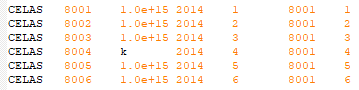 CELAS 8001 1.0e+15 2014 1 8001 1
CELAS 8002 1.0e+15 2014 2 8001 2
CELAS 8003 1.0e+15 2014 3 8001 3
CELAS 8004 k 2014 4 8001 4
CELAS 8005 1.0e+15 2014 5 8001 5
CELAS 8006 1.0e+15 2014 6 8001 6